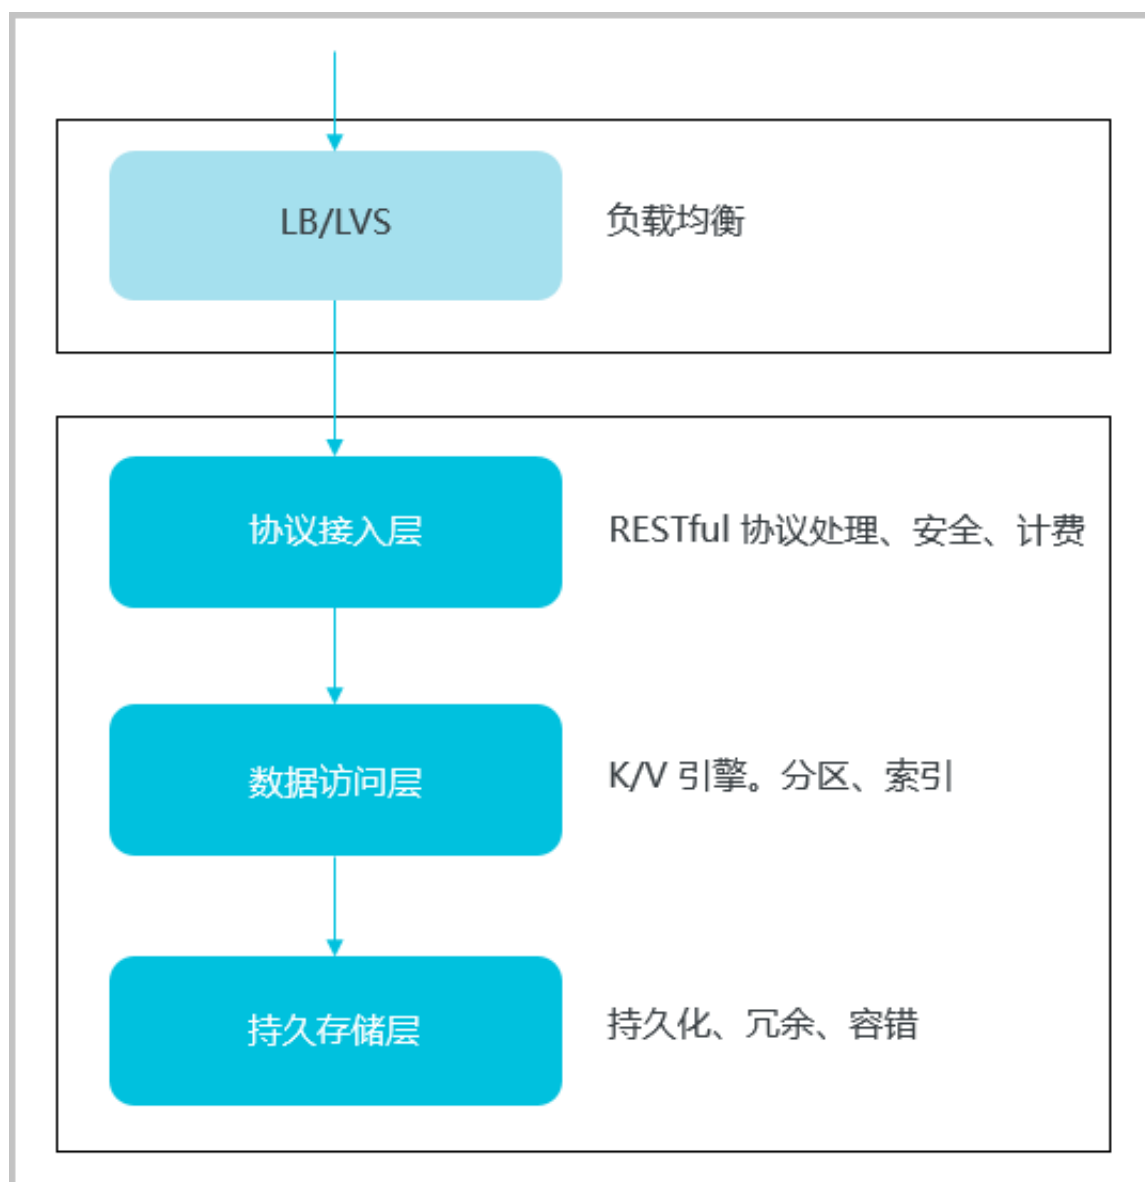 LB/LVS
负载均衡
协议接入层
RESTful 协议处理、安全、计费
数据访问层
K/V 引擎。分区、索引
持久存储层
持久化、冗余、容错